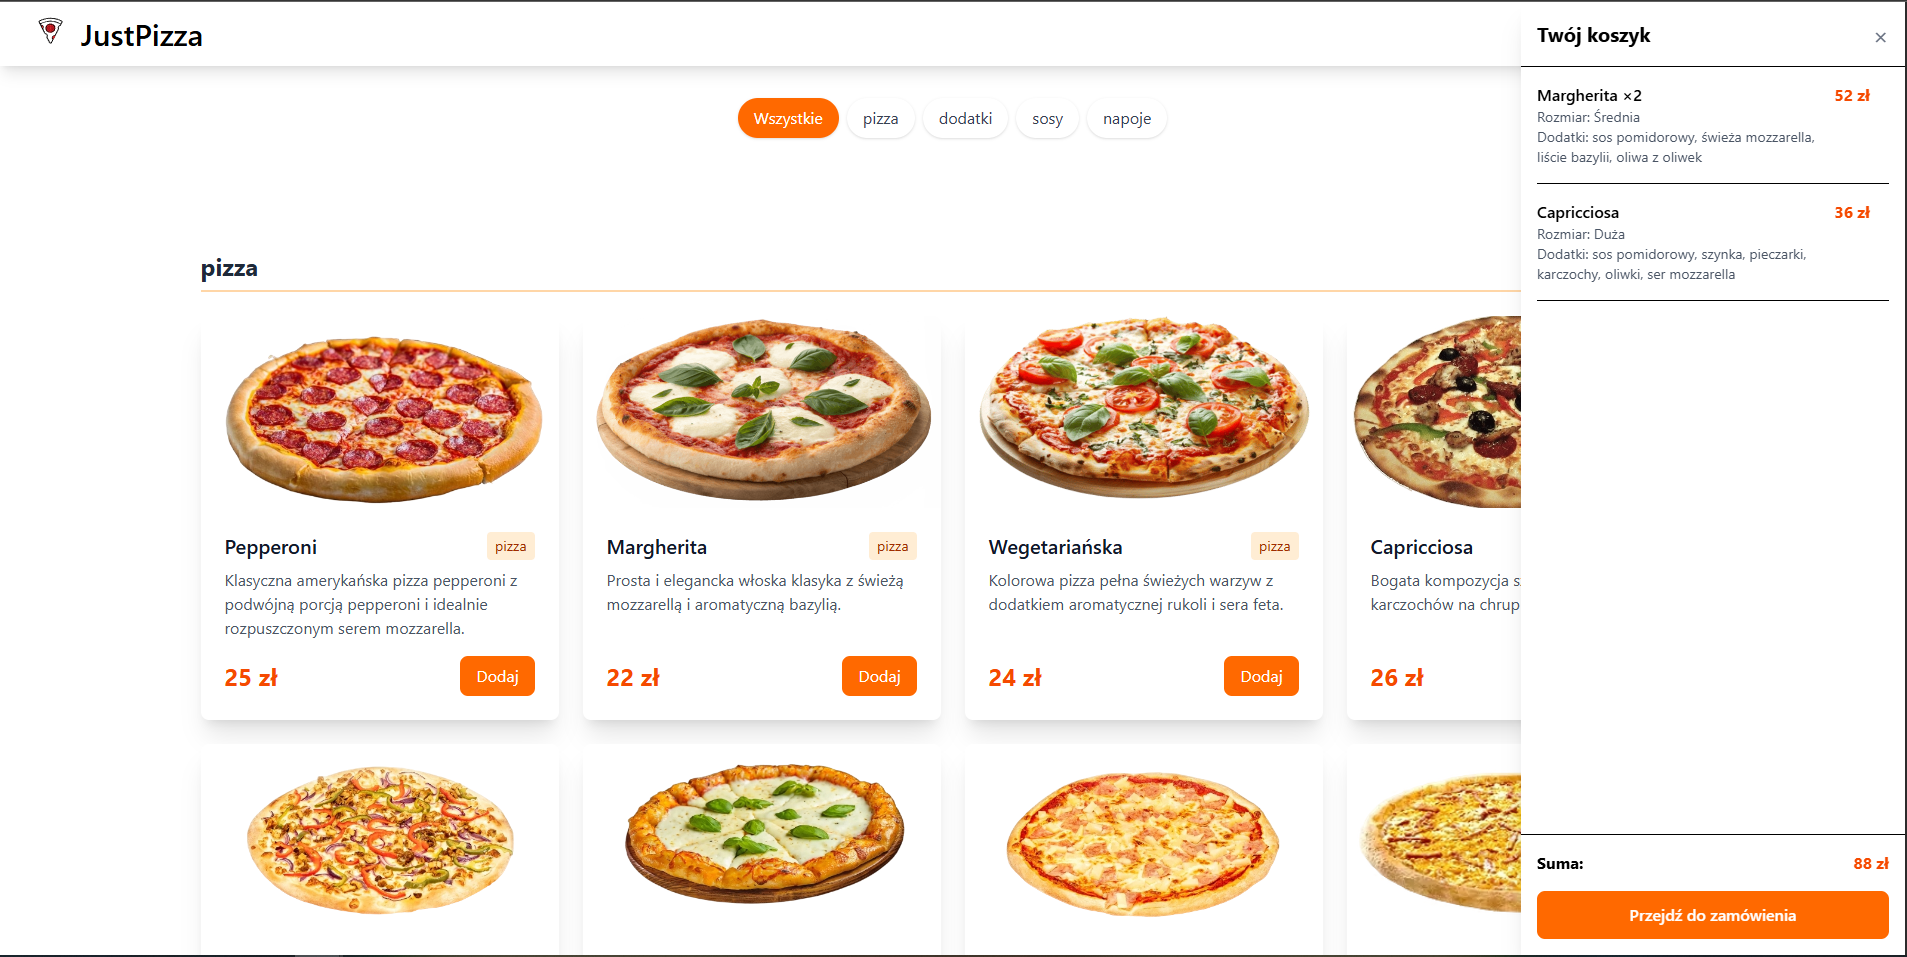 JustPizza
Wszystkie
pizza
dodatki
sosy
napoje
pizza
Pepperoni
pizza
Klasyczna amerykańska pizza pepperoni z
podwójną porcją pepperoni i idealnie
rozpuszczonym serem mozzarella.
25 zł
Dodaj
Margherita
pizza
Prosta i elegancka włoska klasyka z świeżą
mozzarellą i aromatyczną bazylią.
22 zł
Dodaj
Wegetariańska
pizza
Kolorowa pizza pełna świeżych warzyw z
dodatkiem aromatycznej rukoli i sera feta.
24 zł
Dodaj
Capricciosa
Bogata kompozycja
karczochów na chrup
26 zł
Twój koszyk
×
Margherita ×2
52 zł
Rozmiar: Średnia
Dodatki: sos pomidorowy, świeża mozzarella,
liście bazylii, oliwa z oliwek
Capricciosa
36 zł
Rozmiar: Duża
Dodatki: sos pomidorowy, szynka, pieczarki,
karczochy, oliwki, ser mozzarella
Suma:
88 zł
Przejdź do zamówienia